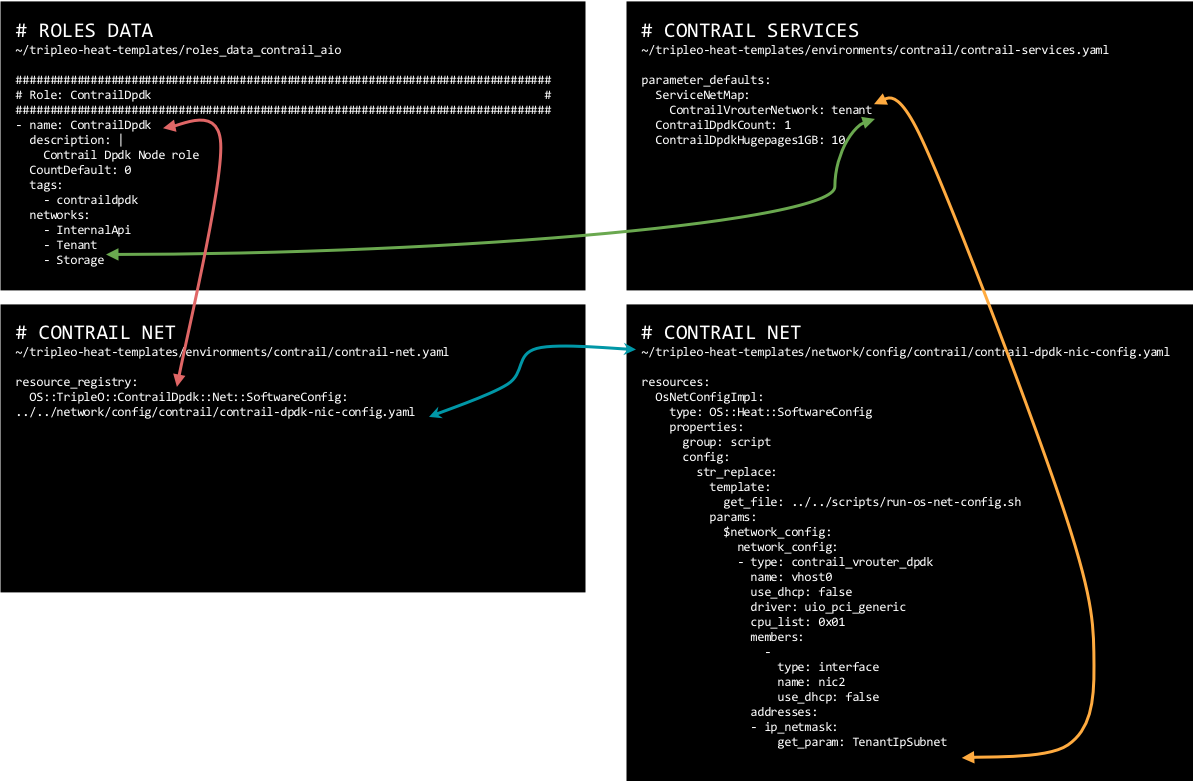 # ROLES DATA
~/tripleo-heat-templates/roles_data_contrail_aio
###############################################################################
# Role: ContrailDpdk                                                          #
###############################################################################
- name: ContrailDpdk
  description: |
    Contrail Dpdk Node role
  CountDefault: 0
  tags:
    - contraildpdk
  networks:
    - InternalApi
    - Tenant
    - Storage
# CONTRAIL SERVICES
~/tripleo-heat-templates/environments/contrail/contrail-services.yaml
parameter_defaults:
  ServiceNetMap:
    ContrailVrouterNetwork: tenant
  ContrailDpdkCount: 1
  ContrailDpdkHugepages1GB: 10
# CONTRAIL NET
~/tripleo-heat-templates/environments/contrail/contrail-net.yaml
resource_registry:
  OS::TripleO::ContrailDpdk::Net::SoftwareConfig:
../../network/config/contrail/contrail-dpdk-nic-config.yaml
# CONTRAIL NET
~/tripleo-heat-templates/network/config/contrail/contrail-dpdk-nic-config.yaml
resources:
  OsNetConfigImpl:
    type: OS::Heat::SoftwareConfig
    properties:
      group: script
      config:
        str_replace:
          template:
            get_file: ../../scripts/run-os-net-config.sh
          params:
            $network_config:
              network_config:
              - type: contrail_vrouter_dpdk
                name: vhost0
                use_dhcp: false
                driver: uio_pci_generic
                cpu_list: 0x01
                members:
                  -
                    type: interface
                    name: nic2
                    use_dhcp: false
                addresses:
                - ip_netmask:
                    get_param: TenantIpSubnet